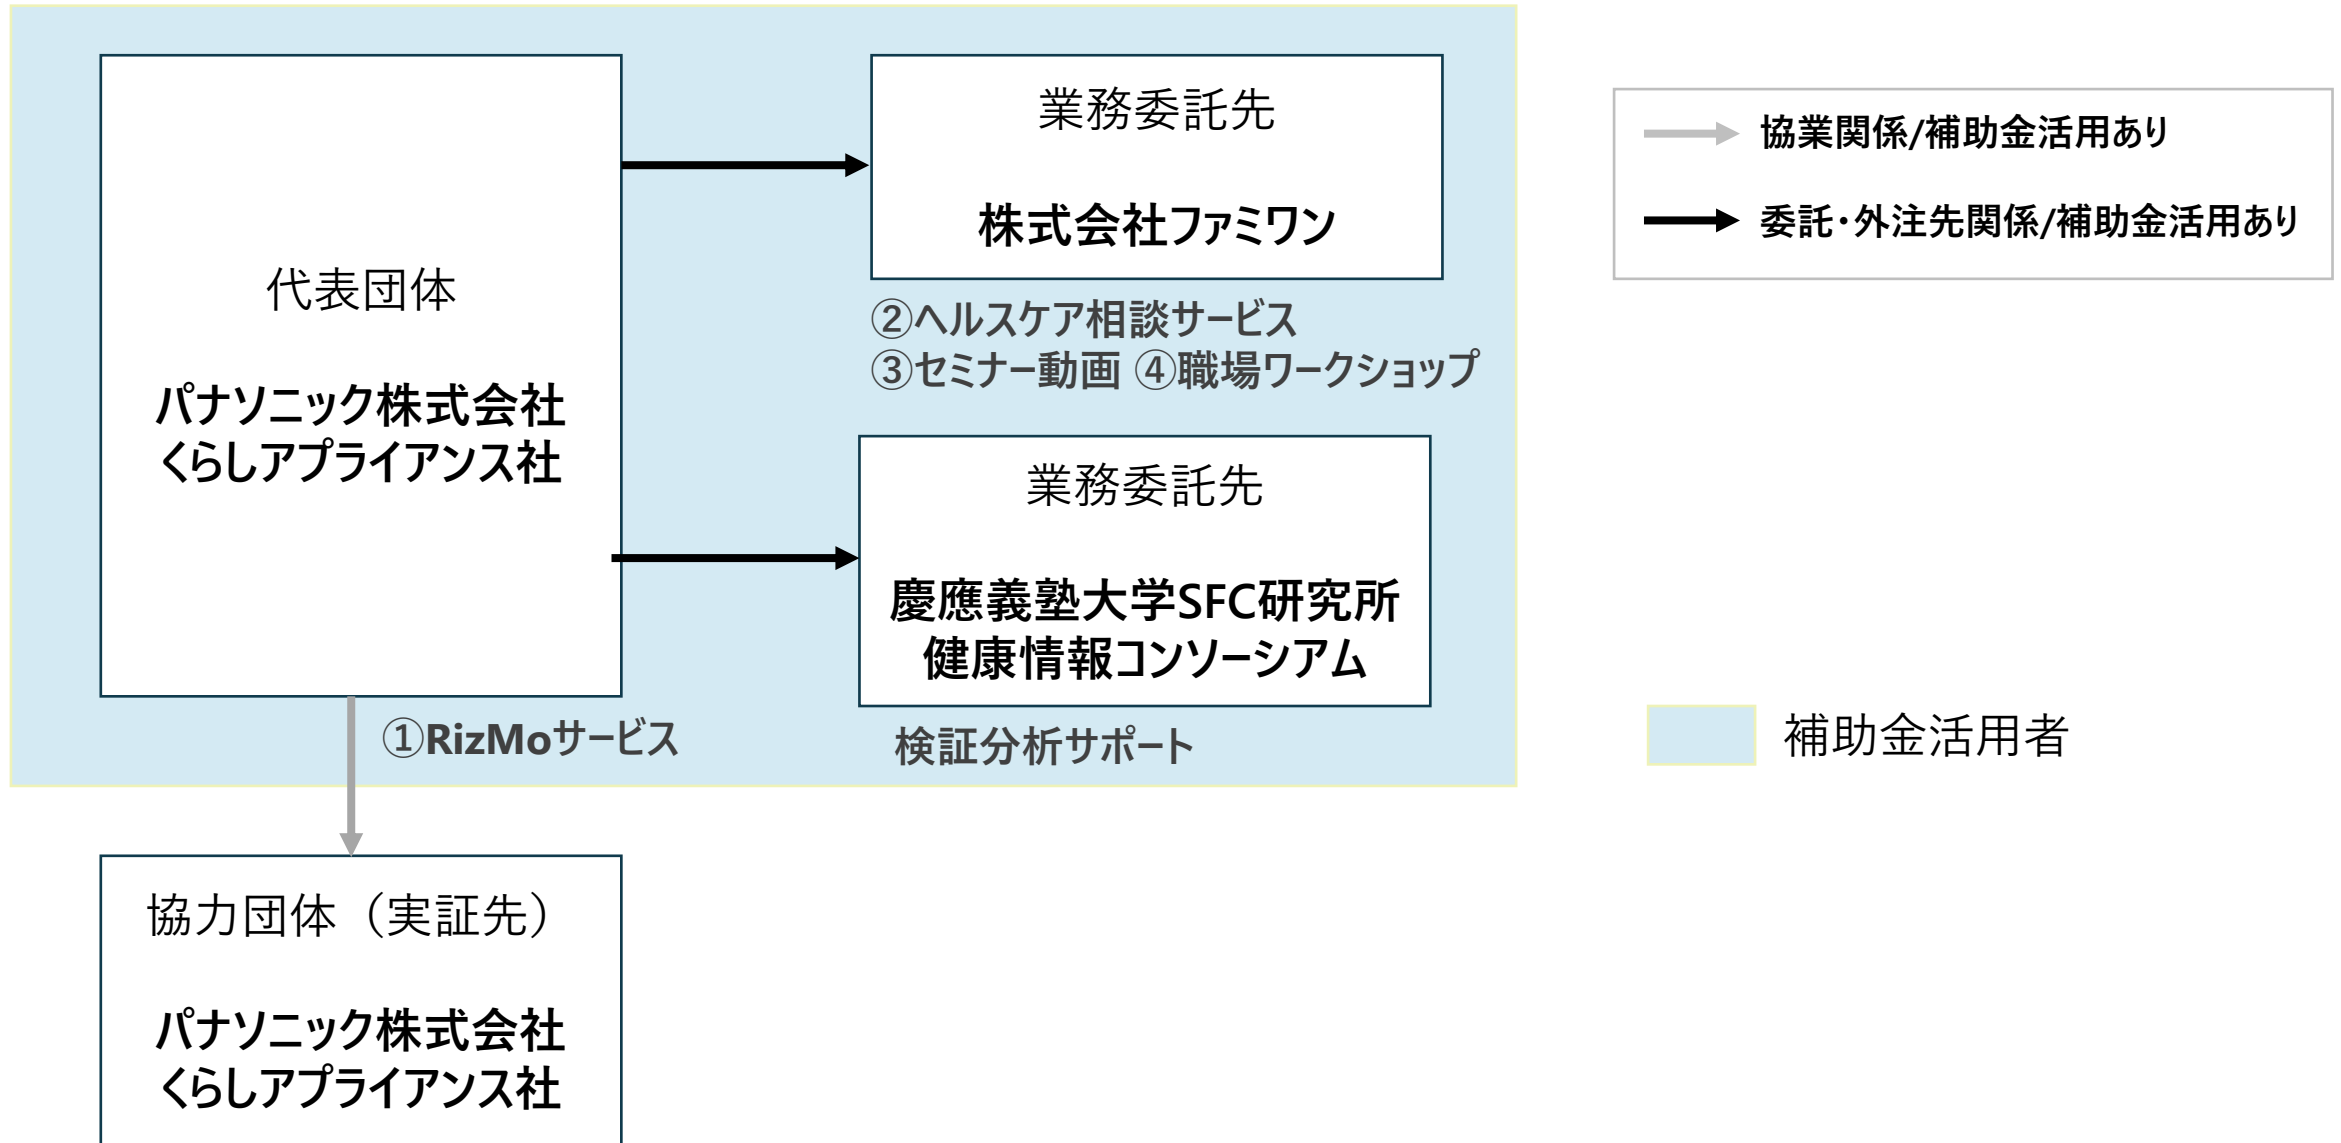 代表団体
パナソニック株式会社
くらしアプライアンス社
業務委託先
株式会社ファミワン
②ヘルスケア相談サービス
③セミナー動画 ④職場ワークショップ
業務委託先
慶應義塾大学SFC研究所
健康情報コンソーシアム
検証分析サポート
①RizMoサービス
協力団体（実証先）
パナソニック株式会社
くらしアプライアンス社
協業関係/補助金活用あり
委託・外注先関係/補助金活用あり
補助金活用者